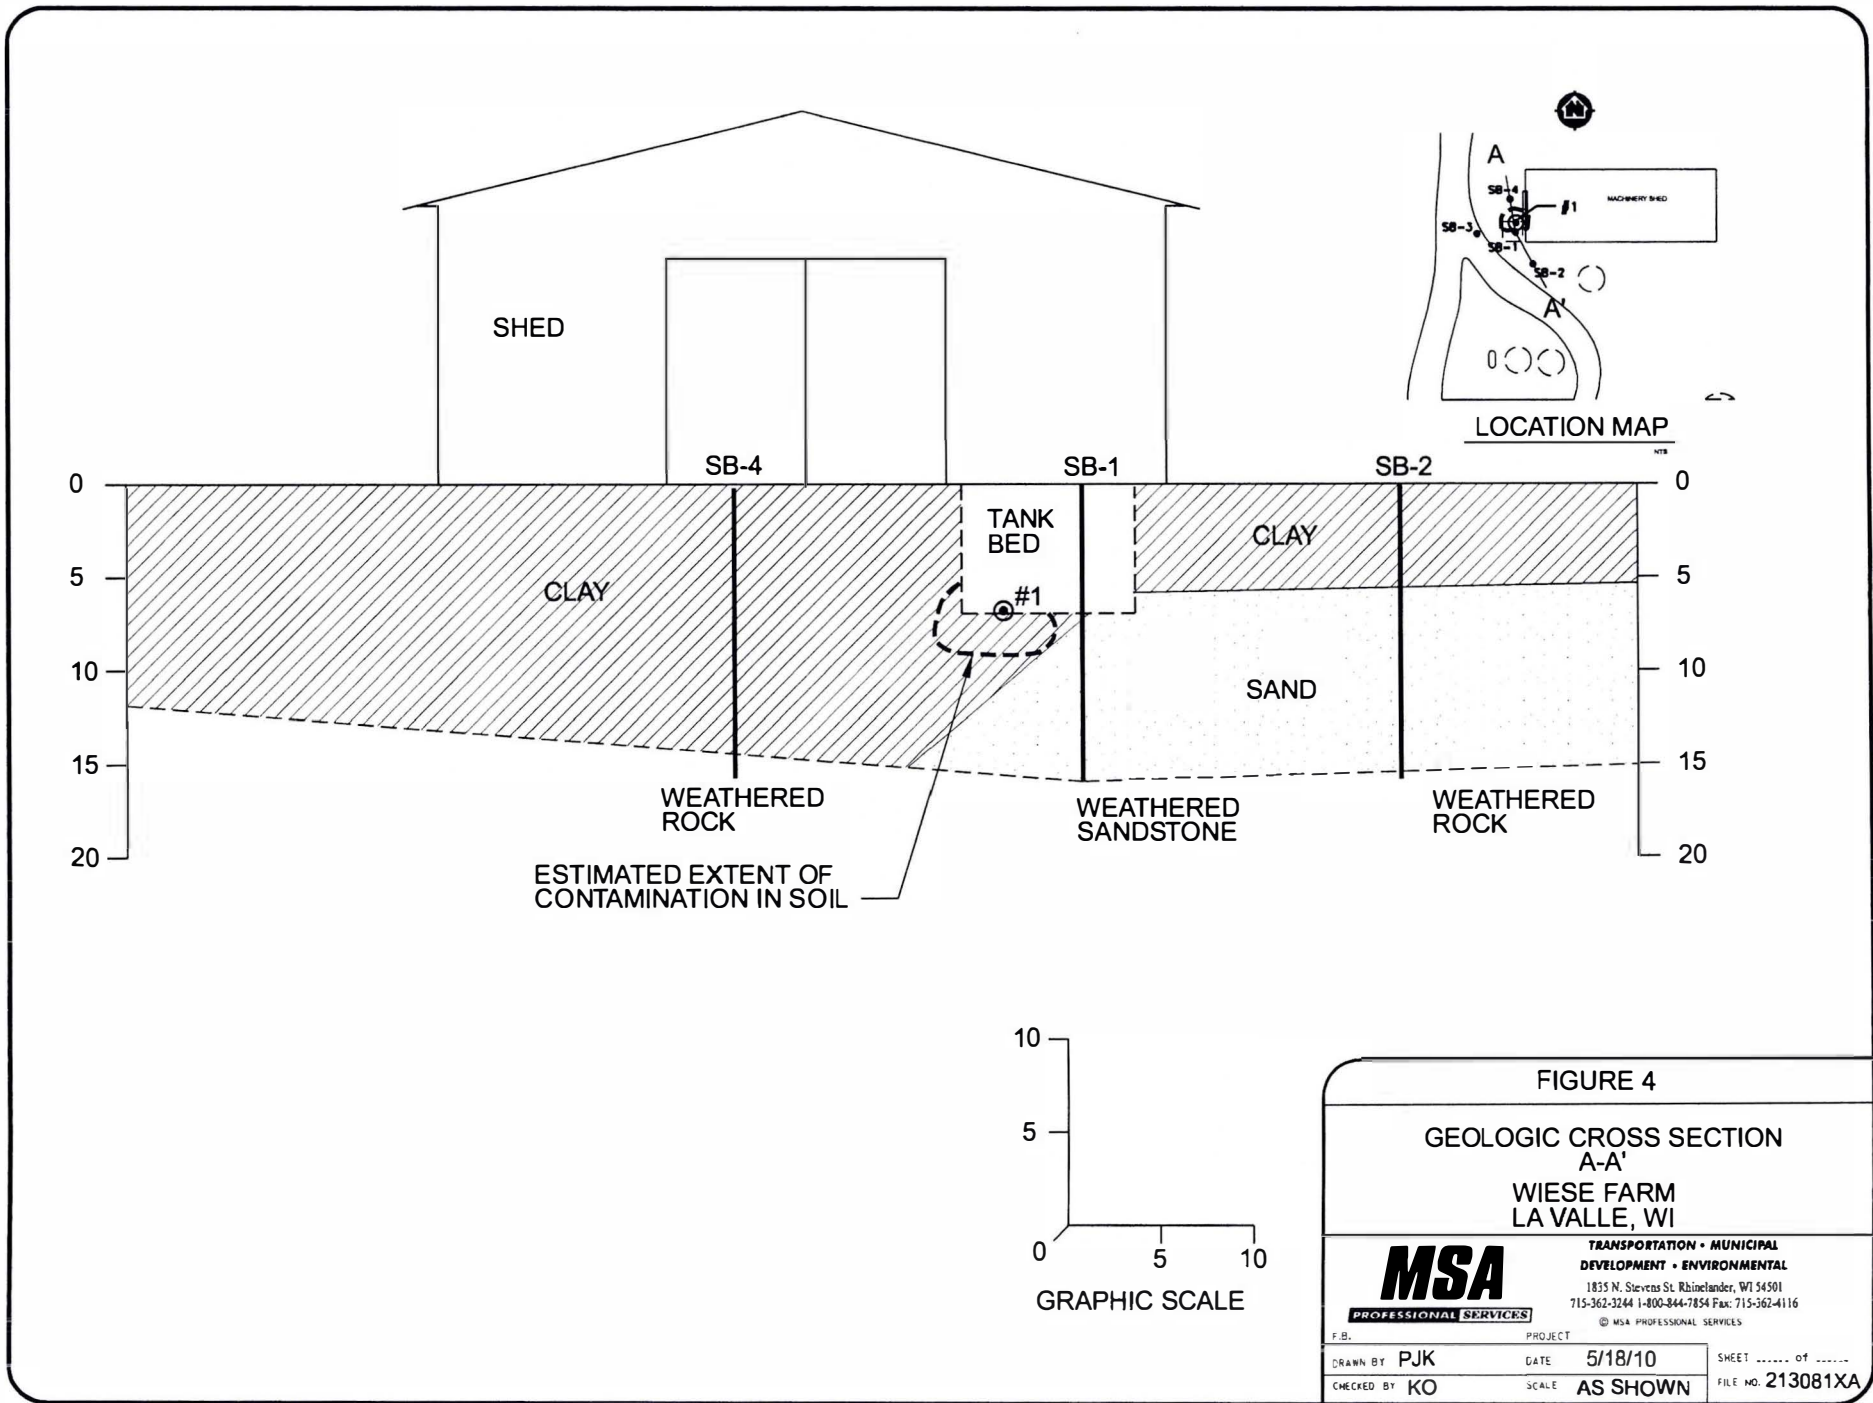 A
SB-4
#1
MACHINERY SHED
SB-3
SB-1
SB-2
A'
LOCATION MAP
NTS
SHED
SB-4
SB-1
SB-2
0
0
TANK
BED
CLAY
5
5
CLAY
#1
10
10
SAND
15
15
WEATHERED
ROCK
WEATHERED
SANDSTONE
WEATHERED
ROCK
20
20
ESTIMATED EXTENT OF
CONTAMINATION IN SOIL
10
5
0
5
10
GRAPHIC SCALE
FIGURE 4
GEOLOGIC CROSS SECTION
A-A'
WIESE FARM
LA VALLE, WI
MSA
PROFESSIONAL SERVICES
TRANSPORTATION • MUNICIPAL
DEVELOPMENT • ENVIRONMENTAL
1835 N. Stevens St. Rhinelander, WI 54501
715-362-3244 1-800-844-7854 Fax: 715-362-4116
© MSA PROFESSIONAL SERVICES
F.B.
PROJECT
DRAWN BY PJK
DATE 5/18/10
SHEET ...... of ......
CHECKED BY KO
SCALE AS SHOWN
FILE NO. 213081XA